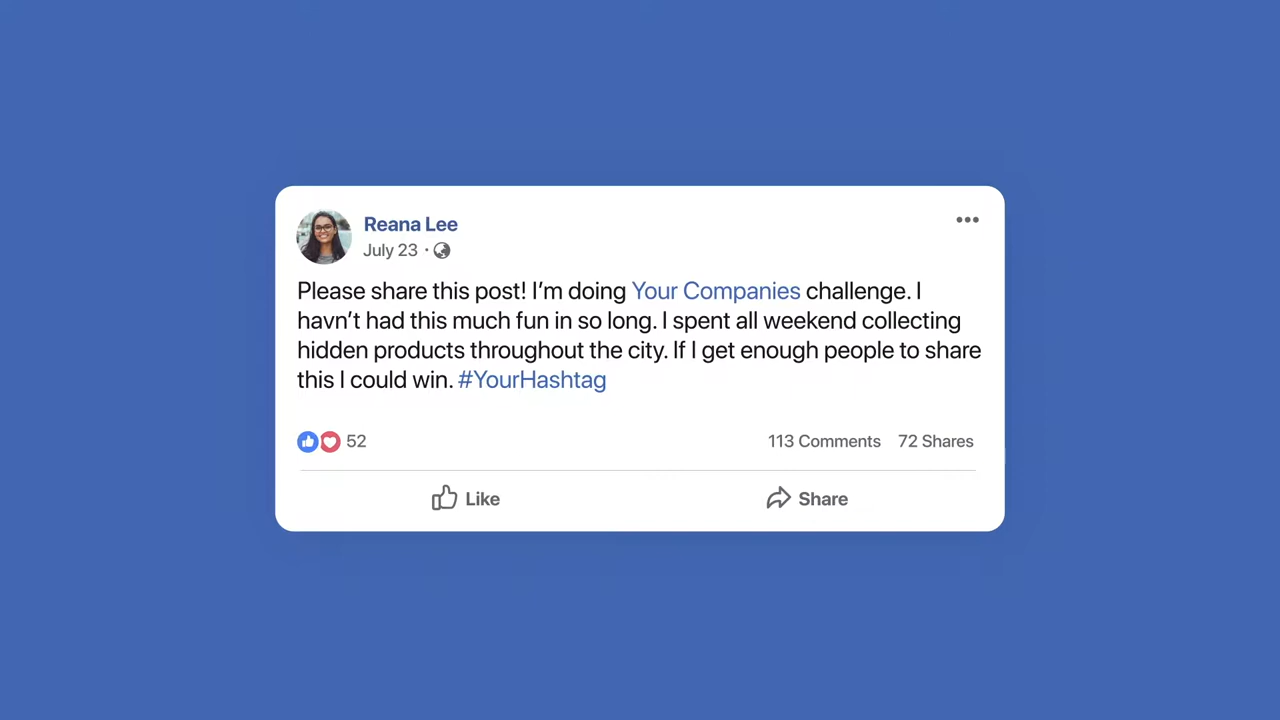 Reana Lee
July 23 ·
Please share this post! I’m doing Your Companies challenge. I
havn’t had this much fun in so long. I spent all weekend collecting
hidden products throughout the city. If I get enough people to share
this I could win. #YourHashtag
52
113 Comments 72 Shares
Like
Share